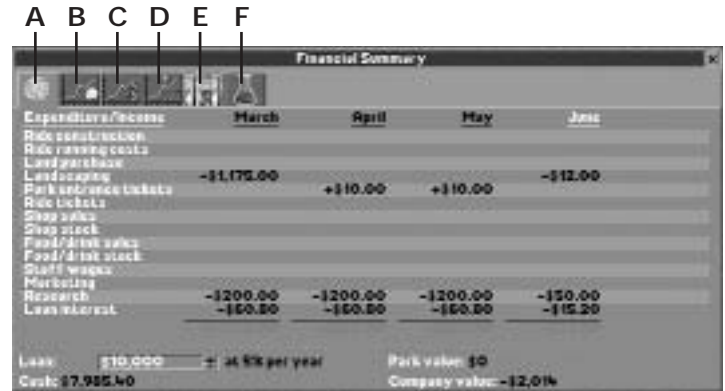 A B C D E F
Financial Summary
Expenditure/Income March April May June
Ride construction
Ride running costs
Land purchase
Landscaping -$1,175.00 -$12.00
Park entrance tickets +$10.00 +$10.00
Ride tickets
Shop sales
Shop stock
Food/drink sales
Food/drink stock
Staff wages
Marketing
Research -$200.00 -$200.00 -$200.00 -$50.00
Loan interest -$60.80 -$60.80 -$60.80 -$15.20
Loan: $10,000 at 8% per year Park value: $0
Cash: $7,985.40 Company value: -$2,014